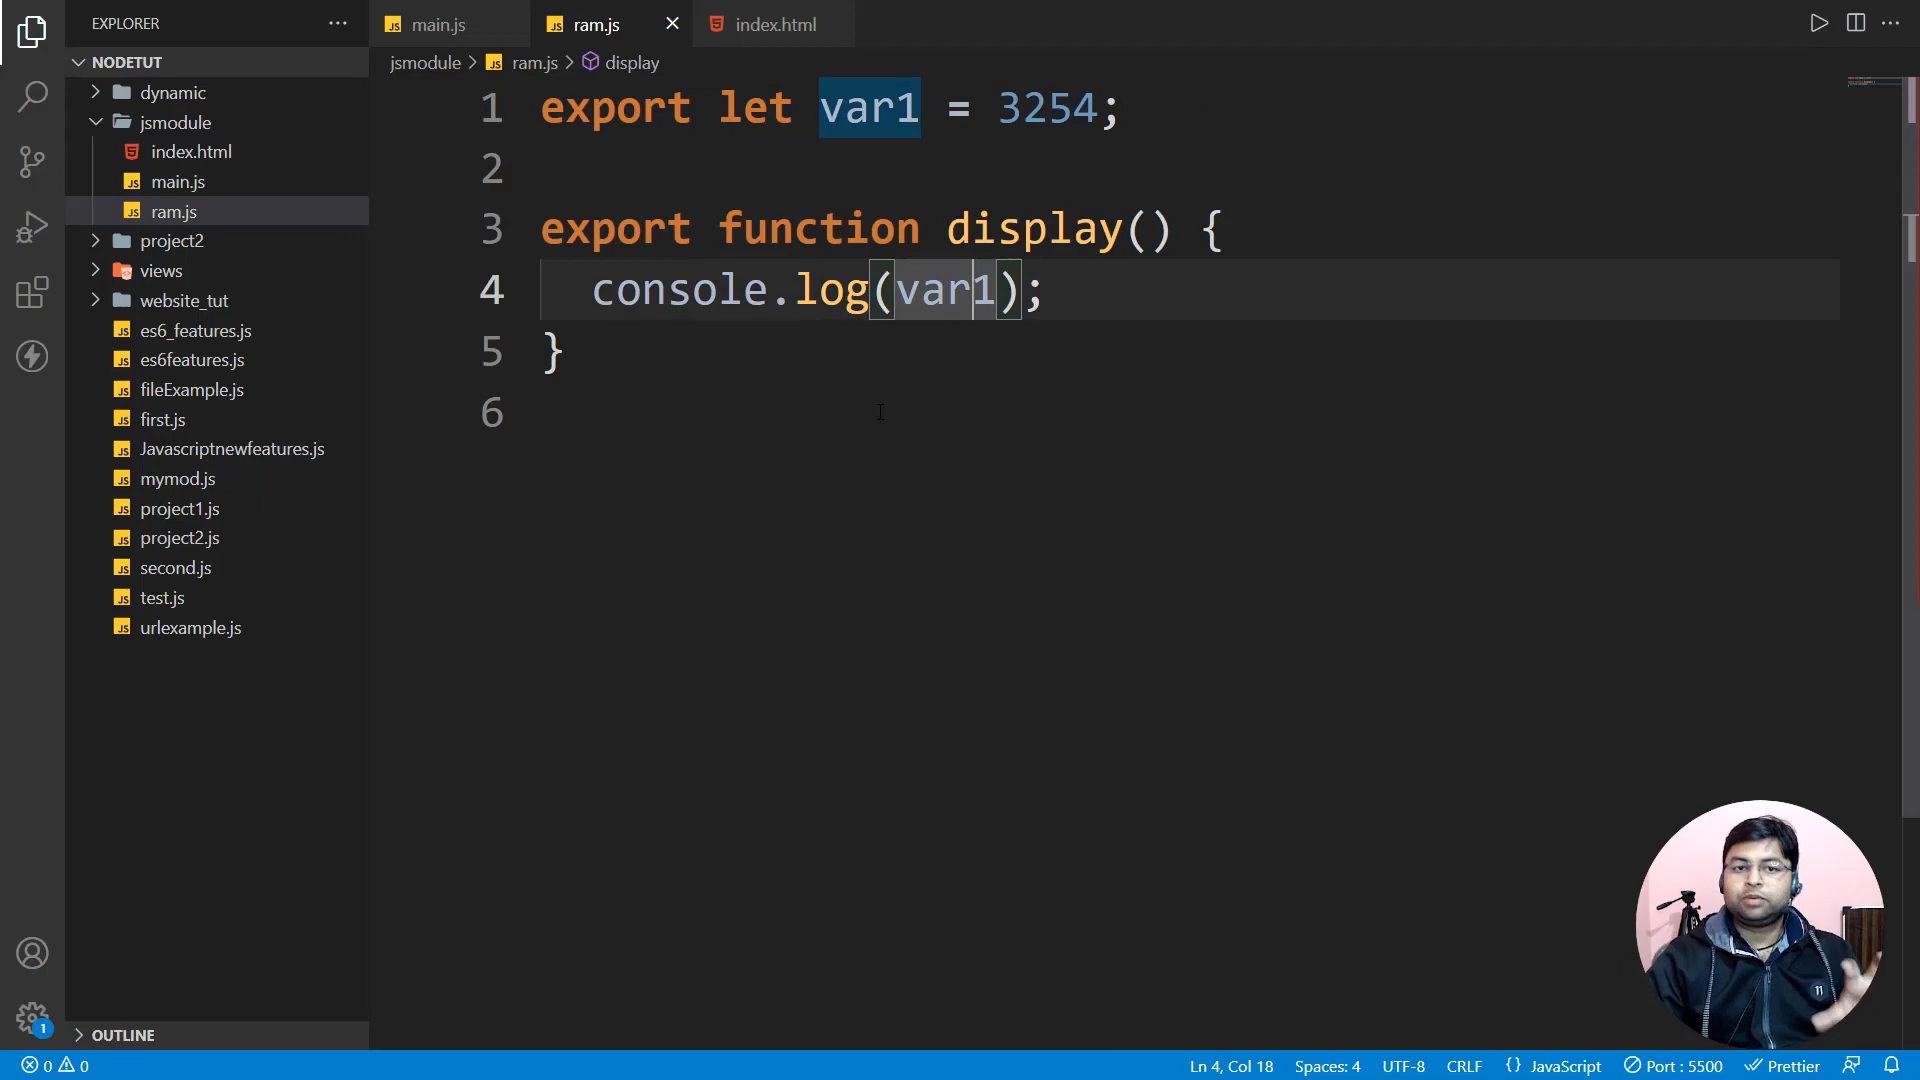 EXPLORER
NODETUT
dynamic
jsmodule
index.html
main.js
ram.js
project2
views
website_tut
es6_features.js
es6features.js
fileExample.js
first.js
Javascriptnewfeatures.js
mymod.js
project1.js
project2.js
second.js
test.js
urlexample.js
OUTLINE
main.js ram.js index.html
jsmodule > ram.js > display
1 export let var1 = 3254;
2
3 export function display() {
4 console.log(var1);
5 }
6
1
0 0 Ln 4, Col 18 Spaces: 4 UTF-8 CRLF {} JavaScript Port : 5500 Prettier